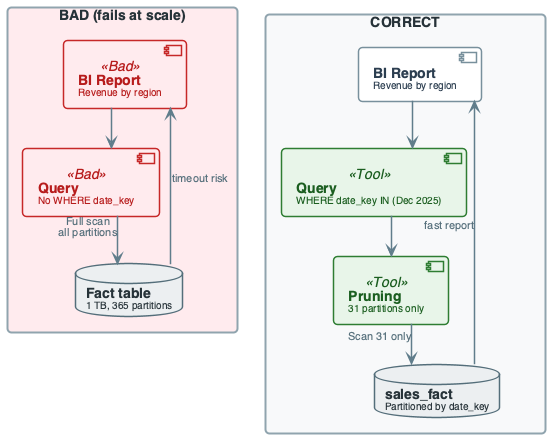 BAD (fails at scale)
«Bad»
BI Report
Revenue by region
«Bad»
Query
No WHERE date_key
Full scan
all partitions
timeout risk
Fact table
1 TB, 365 partitions
CORRECT
BI Report
Revenue by region
«Tool»
Query
WHERE date_key IN (Dec 2025)
fast report
«Tool»
Pruning
31 partitions only
Scan 31 only
sales_fact
Partitioned by date_key